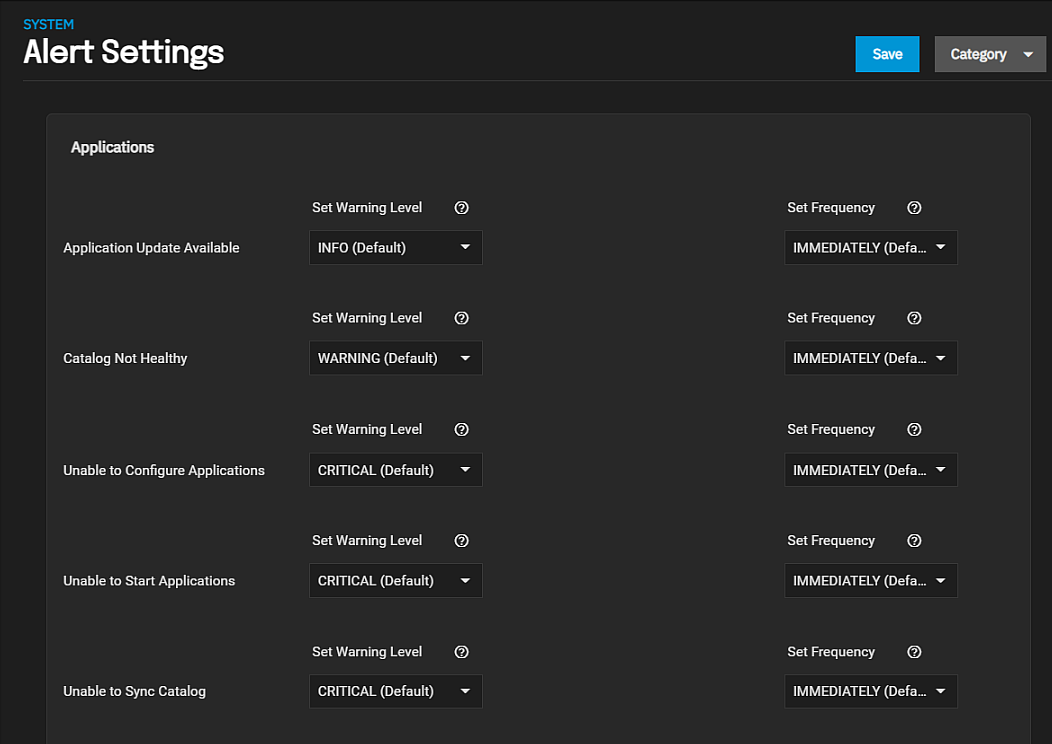 SYSTEM
Alert Settings
Save
Category
Applications
Set Warning Level
Set Frequency
Application Update Available
INFO (Default)
IMMEDIATELY (Defa...
Set Warning Level
Set Frequency
Catalog Not Healthy
WARNING (Default)
IMMEDIATELY (Defa...
Set Warning Level
Set Frequency
Unable to Configure Applications
CRITICAL (Default)
IMMEDIATELY (Defa...
Set Warning Level
Set Frequency
Unable to Start Applications
CRITICAL (Default)
IMMEDIATELY (Defa...
Set Warning Level
Set Frequency
Unable to Sync Catalog
CRITICAL (Default)
IMMEDIATELY (Defa...